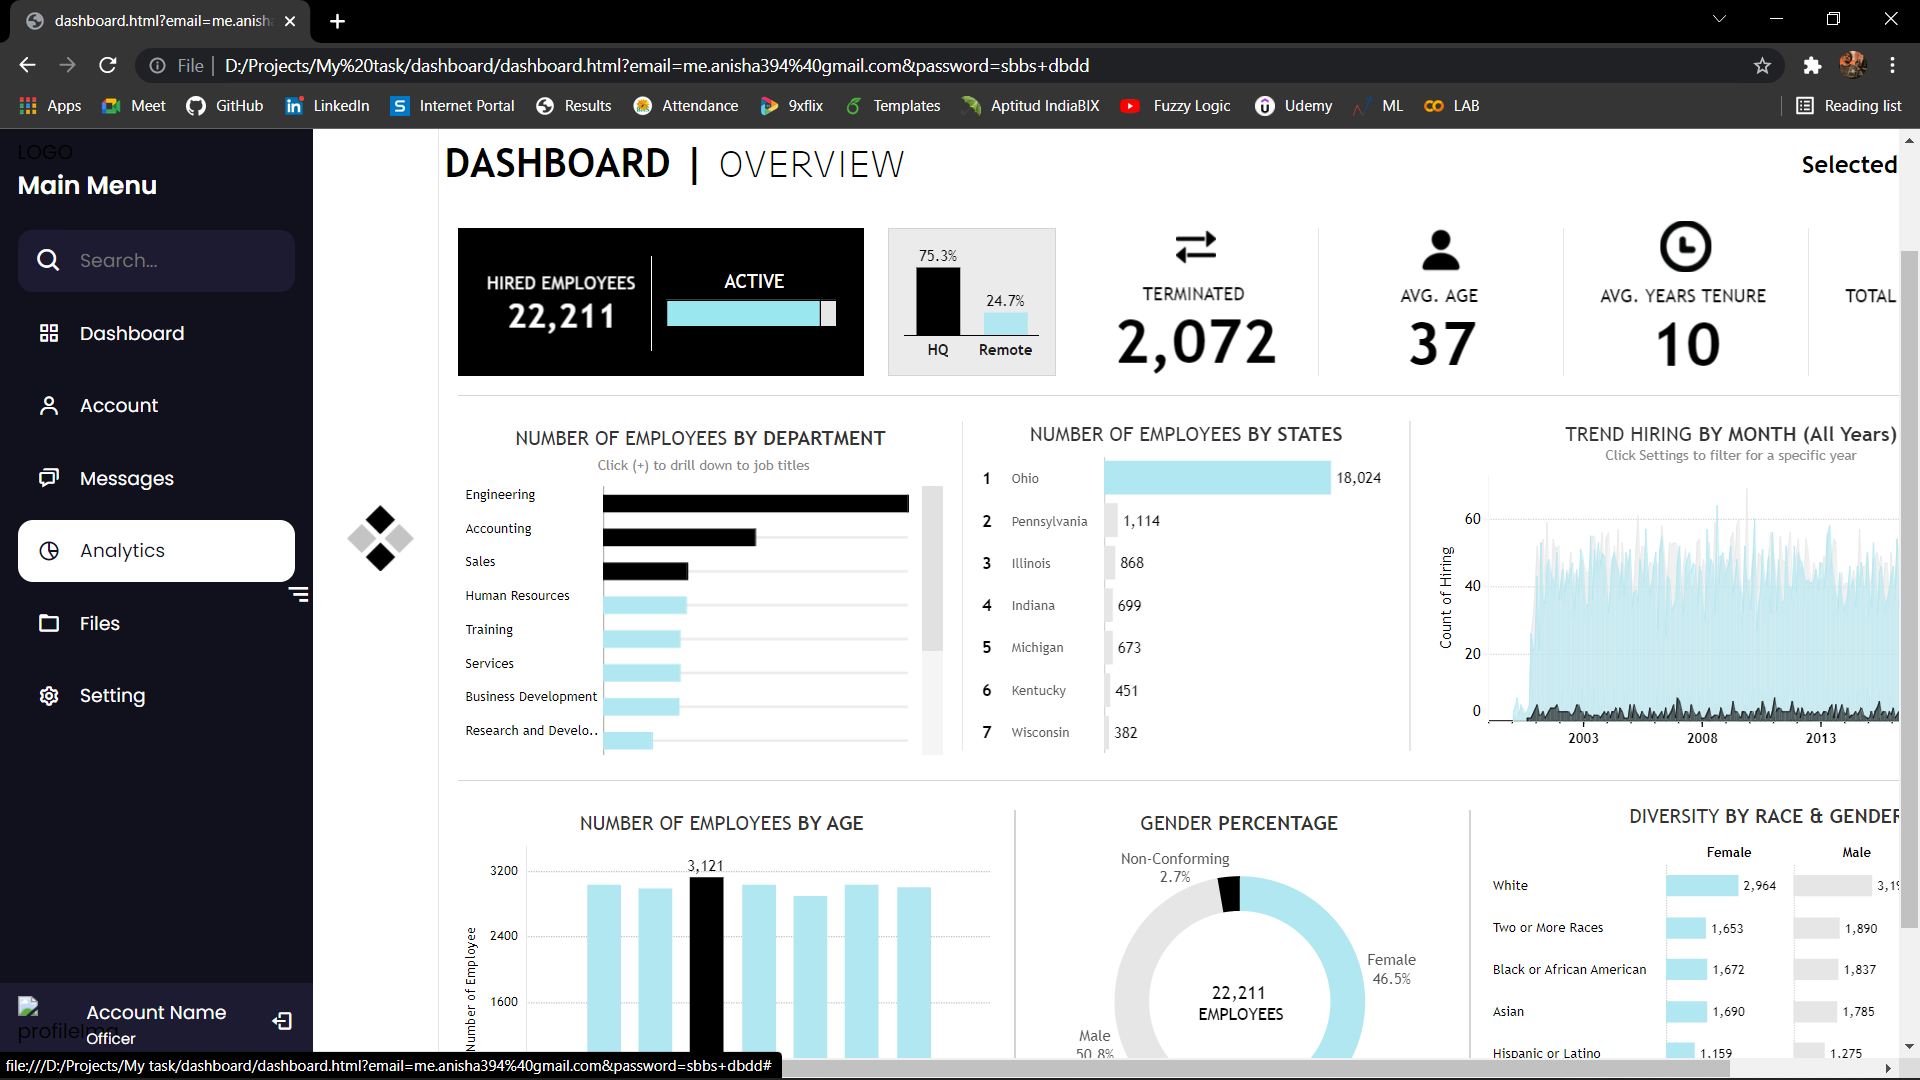 dashboard.html?email=me.anish
File
D:/Projects/My%20task/dashboard/dashboard.html?email=me.anisha394%40gmail.com&password=sbbs+dbdd
Apps Meet GitHub LinkedIn Internet Portal Results Attendance 9xflix Templates Aptitud IndiaBIX Fuzzy Logic Udemy ML LAB Reading list
LOGO
Main Menu
Search...
Dashboard
Account
Messages
Analytics
Files
Setting
profileImg
Account Name
Officer
file:///D:/Projects/My task/dashboard/dashboard.html?email=me.anisha394%40gmail.com&password=sbbs+dbdd#
DASHBOARD | OVERVIEW
Selected
HIRED EMPLOYEES
22,211
ACTIVE
75.3%
24.7%
HQ Remote
TERMINATED
2,072
AVG. AGE
37
AVG. YEARS TENURE
10
TOTAL
NUMBER OF EMPLOYEES BY DEPARTMENT
Click (+) to drill down to job titles
Engineering
Accounting
Sales
Human Resources
Training
Services
Business Development
Research and Develo..
NUMBER OF EMPLOYEES BY STATES
1 Ohio 18,024
2 Pennsylvania 1,114
3 Illinois 868
4 Indiana 699
5 Michigan 673
6 Kentucky 451
7 Wisconsin 382
TREND HIRING BY MONTH (All Years)
Click Settings to filter for a specific year
Count of Hiring
60
40
20
0
2003 2008 2013
NUMBER OF EMPLOYEES BY AGE
Number of Employee
3200
2400
1600
3,121
GENDER PERCENTAGE
Non-Conforming
2.7%
Female
46.5%
22,211
EMPLOYEES
Male
50.8%
DIVERSITY BY RACE & GENDER
Female Male
White 2,964
Two or More Races 1,653 1,890
Black or African American 1,672 1,837
Asian 1,690 1,785
Hispanic or Latino 1,159 1,275